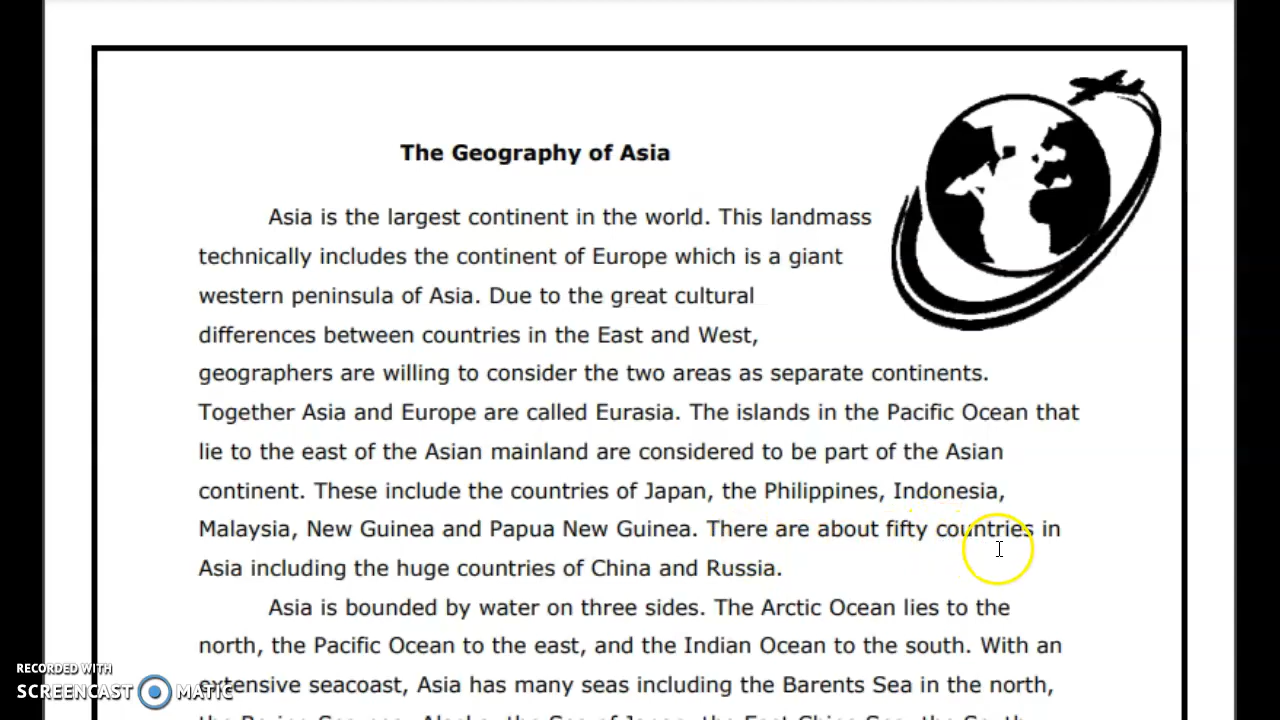 The Geography of Asia
Asia is the largest continent in the world. This landmass
technically includes the continent of Europe which is a giant
western peninsula of Asia. Due to the great cultural
differences between countries in the East and West,
geographers are willing to consider the two areas as separate continents.
Together Asia and Europe are called Eurasia. The islands in the Pacific Ocean that
lie to the east of the Asian mainland are considered to be part of the Asian
continent. These include the countries of Japan, the Philippines, Indonesia,
Malaysia, New Guinea and Papua New Guinea. There are about fifty countries in
Asia including the huge countries of China and Russia.
Asia is bounded by water on three sides. The Arctic Ocean lies to the
north, the Pacific Ocean to the east, and the Indian Ocean to the south. With an
extensive seacoast, Asia has many seas including the Barents Sea in the north,
RECORDED WITH
SCREENCAST MATIC